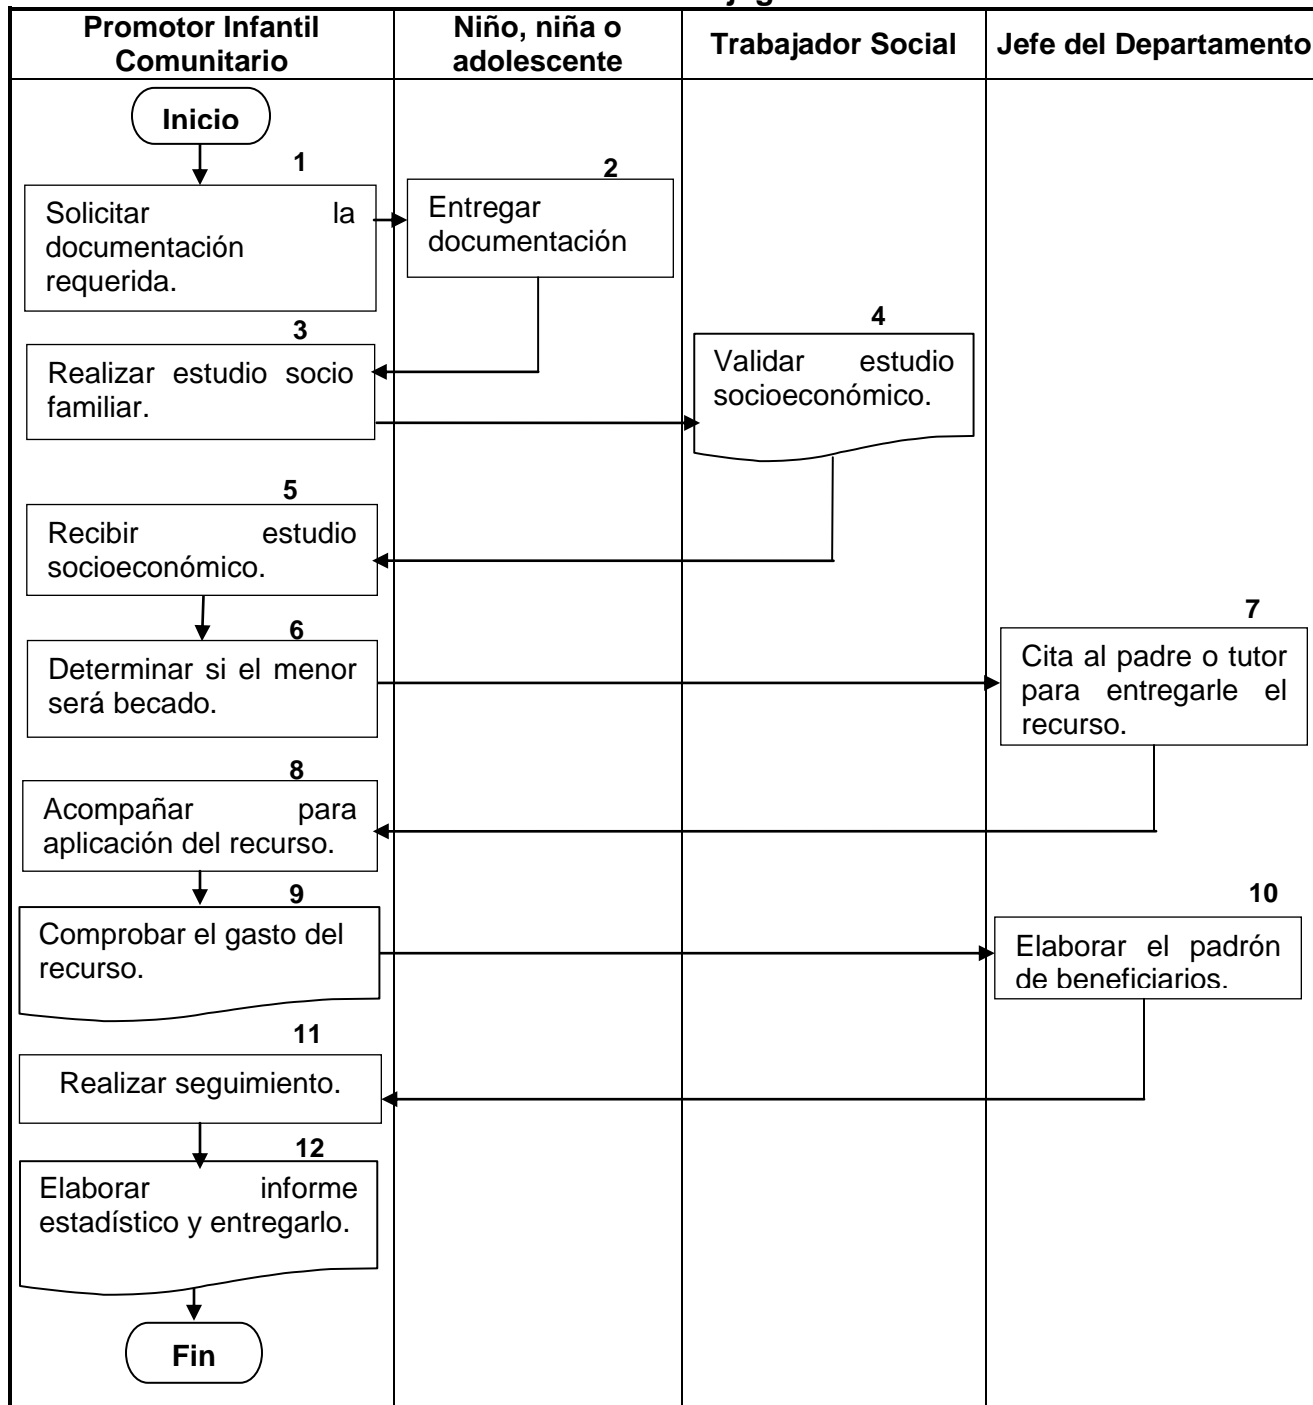 Promotor Infantil
Comunitario
Niño, niña o
adolescente
Trabajador Social
Jefe del Departamento
Inicio
1
Solicitar la
documentación
requerida.
2
Entregar
documentación
3
Realizar estudio socio
familiar.
4
Validar estudio
socioeconómico.
5
Recibir estudio
socioeconómico.
6
Determinar si el menor
será becado.
7
Cita al padre o tutor
para entregarle el
recurso.
8
Acompañar para
aplicación del recurso.
9
Comprobar el gasto del
recurso.
10
Elaborar el padrón
de beneficiarios.
11
Realizar seguimiento.
12
Elaborar informe
estadístico y entregarlo.
Fin